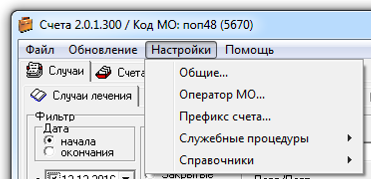 Счета 2.0.1.300 / Код МО: поп48 (5670)
Файл Обновление Настройки Помощь
Случаи Счета
Общие...
Случаи лечения
Оператор МО...
Фильтр
Префикс счета...
Дата
начала
Служебные процедуры
окончания
Справочники